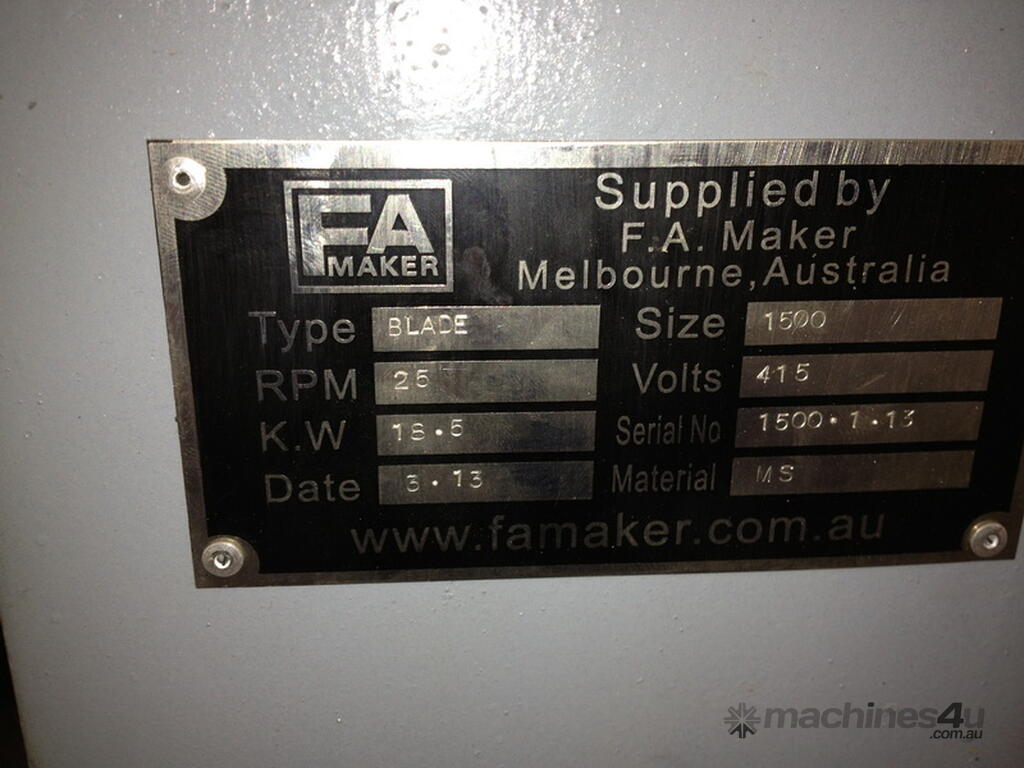 FA
MAKER
Supplied by
F.A. Maker
Melbourne, Australia
Type BLADE Size 1500
RPM 25 Volts 415
K.W 18.5 Serial No 1500.1.13
Date 3.13 Material MS
www.famaker.com.au
machines4u
.com.au